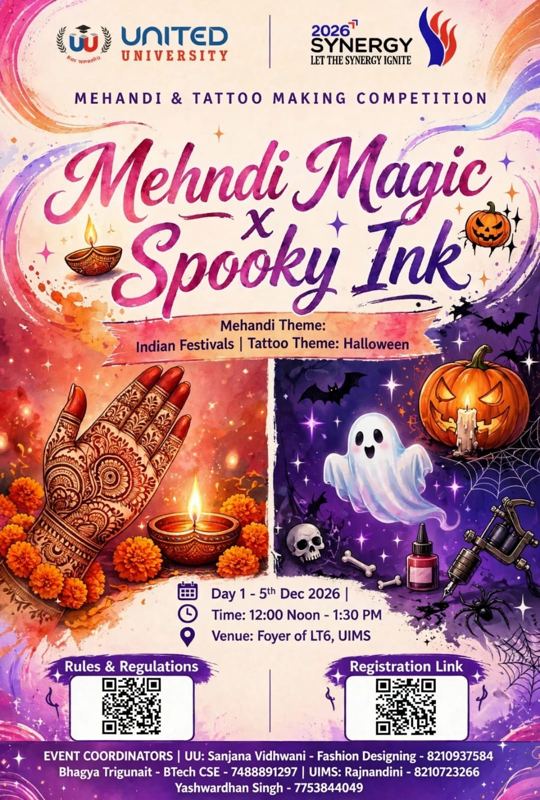 UNITED
UNIVERSITY
2026
SYNERGY
LET THE SYNERGY IGNITE
MEHANDI & TATTOO MAKING COMPETITION
Mehndi Magic
x
Spooky Ink
Mehandi Theme:
Indian Festivals | Tattoo Theme: Halloween
Day 1 - 5th Dec 2026 |
Time: 12:00 Noon - 1:30 PM
Venue: Foyer of LT6, UIMS
Rules & Regulations
Registration Link
EVENT COORDINATORS | UU: Sanjana Vidhwani - Fashion Designing - 8210937584
Bhagya Trigunait - BTech CSE - 7488891297 | UIMS: Rajnandini - 8210723266
Yashwardhan Singh - 7753844049